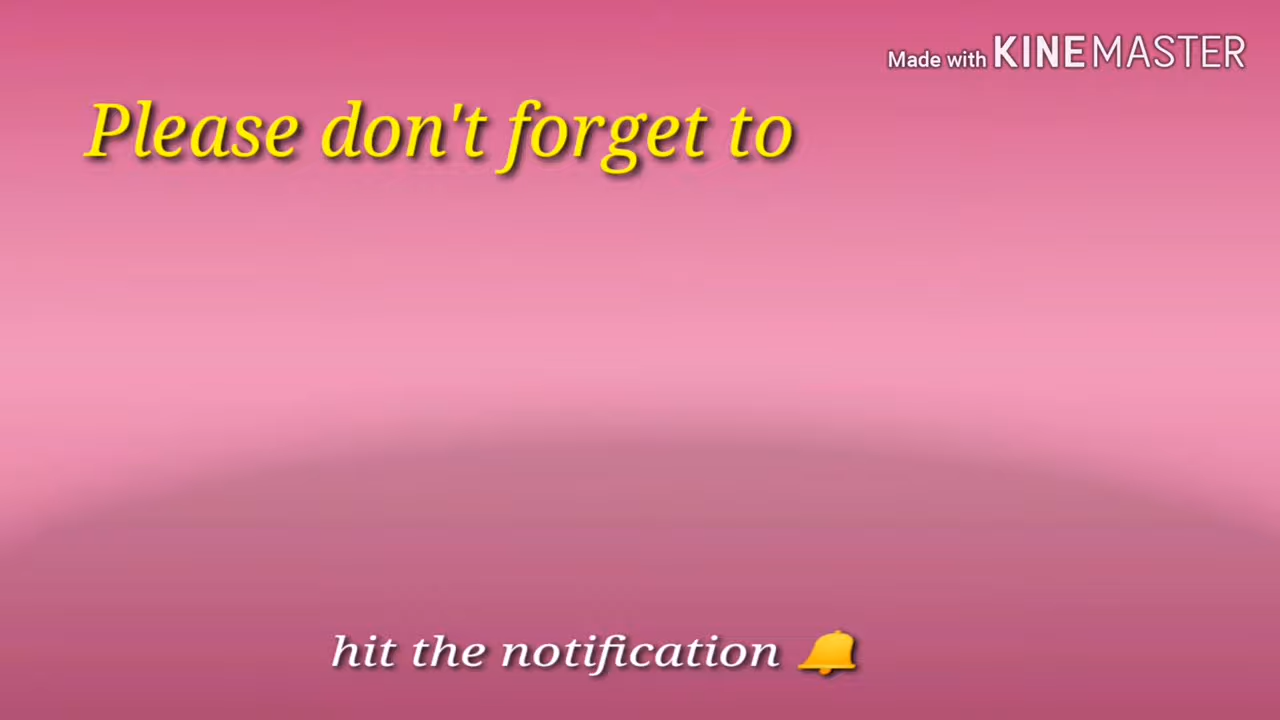 Made with KINEMASTER
Please don't forget to
hit the notification 🔔